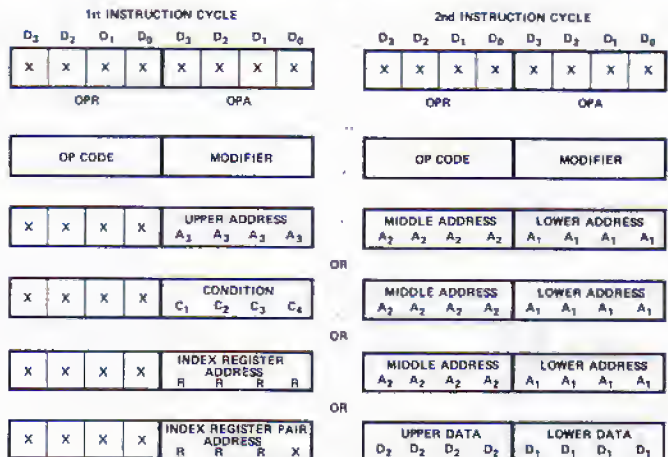 1st INSTRUCTION CYCLE
2nd INSTRUCTION CYCLE
D3 D2 D1 D0 D3 D2 D1 D0
D3 D2 D1 D0 D3 D2 D1 D0
X X X X X X X X
X X X X X X X X
OPR OPA
OPR OPA
OP CODE MODIFIER
OP CODE MODIFIER
X X X X UPPER ADDRESS
A3 A3 A3 A3
MIDDLE ADDRESS LOWER ADDRESS
A2 A2 A2 A2 A1 A1 A1 A1
OR
X X X X CONDITION
C1 C2 C3 C4
MIDDLE ADDRESS LOWER ADDRESS
A2 A2 A2 A2 A1 A1 A1 A1
OR
X X X X INDEX REGISTER
ADDRESS
R R R R
MIDDLE ADDRESS LOWER ADDRESS
A2 A2 A2 A2 A1 A1 A1 A1
OR
X X X X INDEX REGISTER PAIR
ADDRESS
R R R X
UPPER DATA LOWER DATA
D2 D2 D2 D2 D1 D1 D1 D1